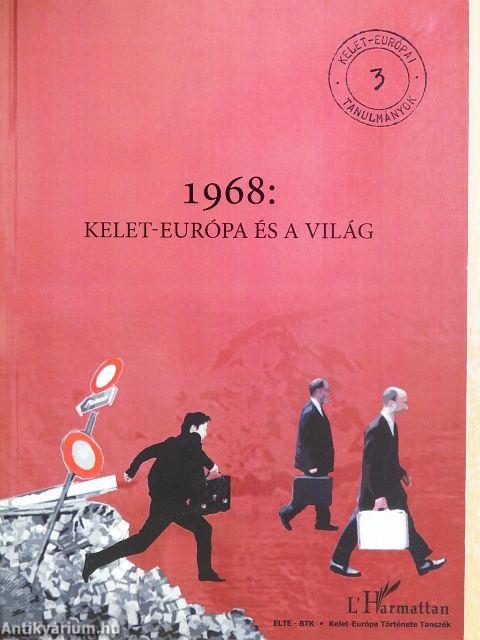 KELET-EURÓPAI
3
TANULMÁNYOK
1968:
KELET-EURÓPA ÉS A VILÁG
L'Harmattan
ELTE - BTK • Kelet-Európa Története Tanszék
Antikvarium.hu